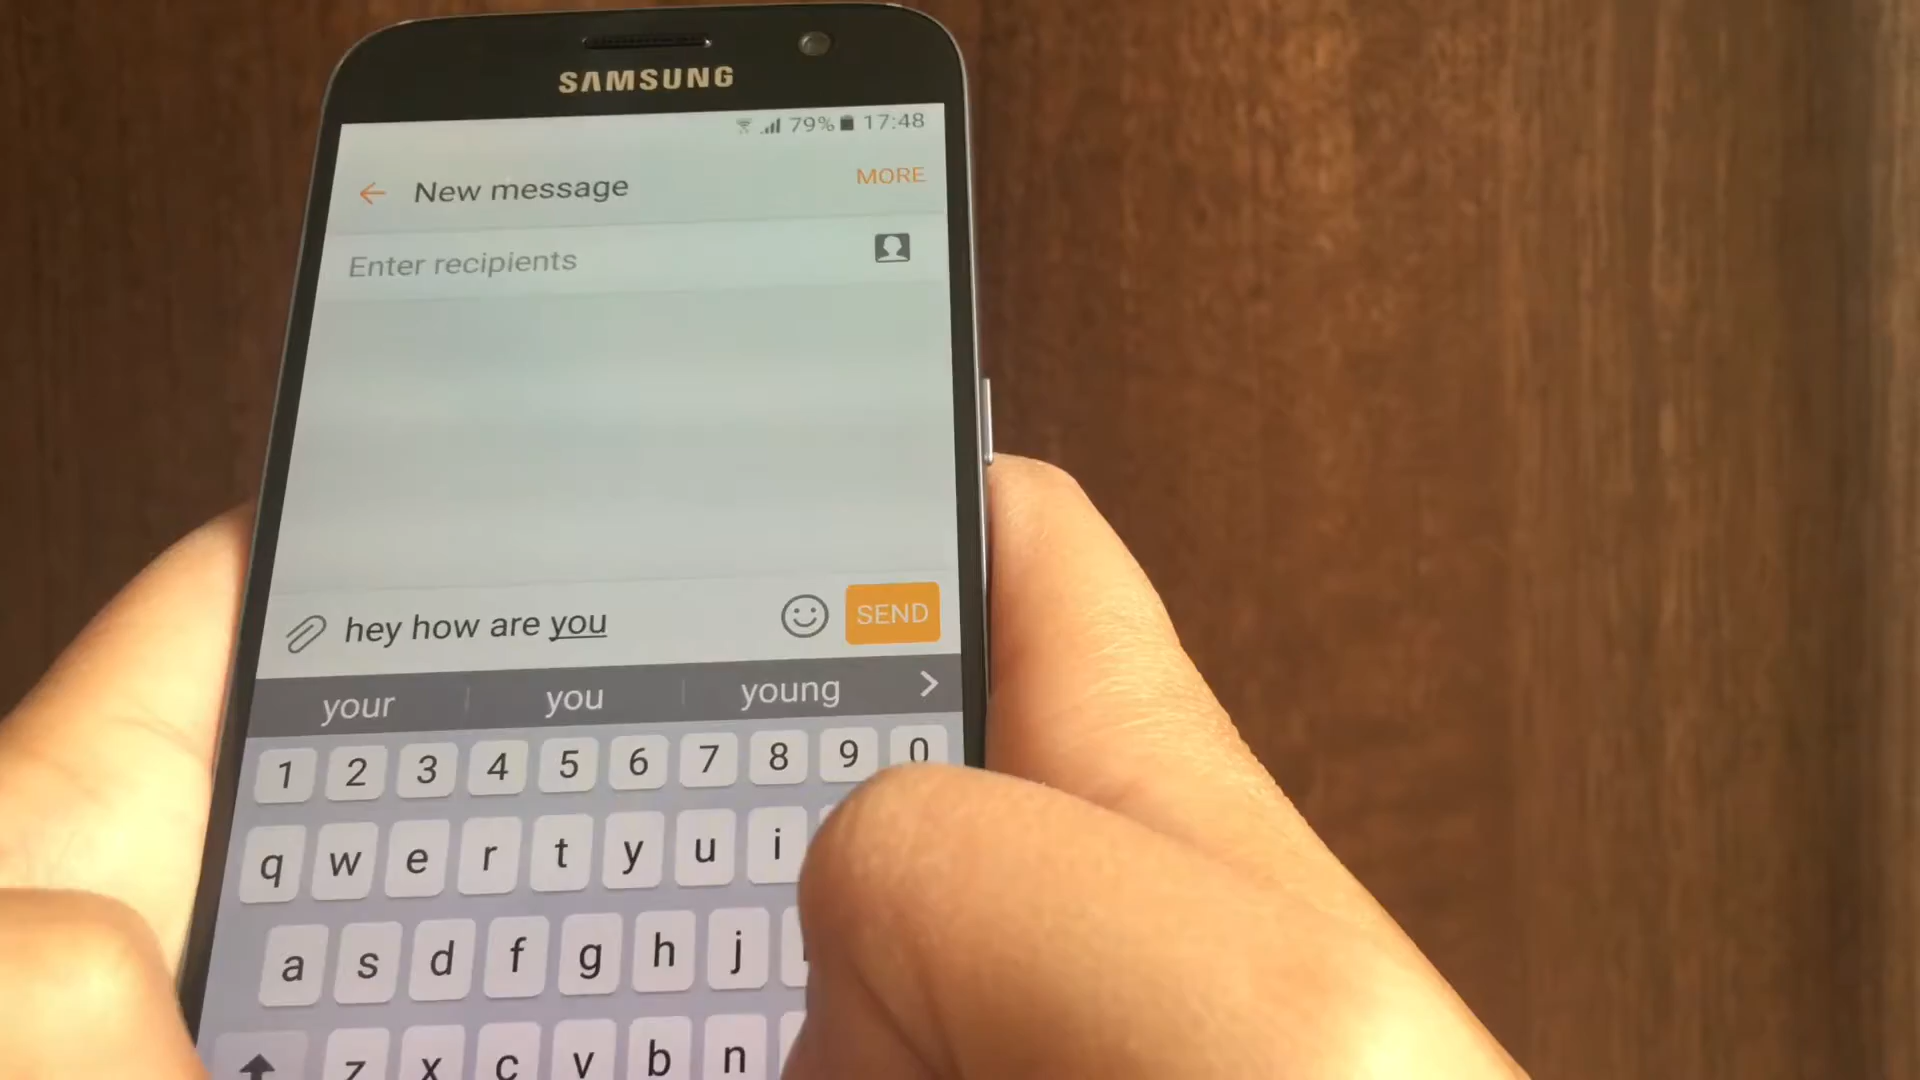 SAMSUNG
79% 17:48
New message
MORE
Enter recipients
hey how are you
SEND
your you young
1 2 3 4 5 6 7 8 9 0
q w e r t y u i
a s d f g h j
z x c v b n